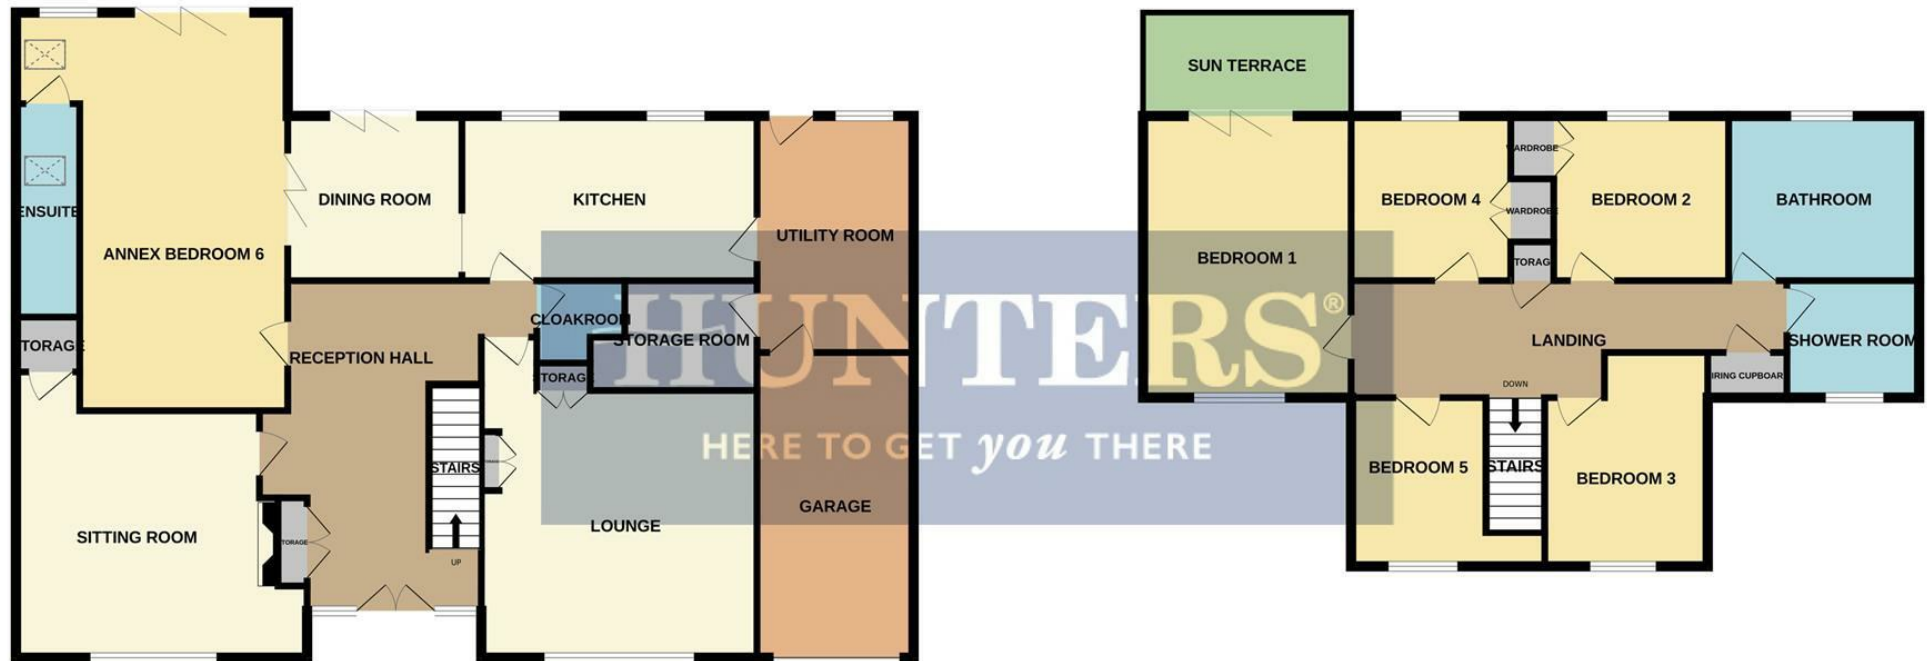 SUN TERRACE
DINING ROOM
KITCHEN
UTILITY ROOM
ENSUITE
ANNEX BEDROOM 6
TORAGE
RECEPTION HALL
CLOAKROOM
STORAGE ROOM
STORAGE
SITTING ROOM
TORAGE
STAIRS
UP
LOUNGE
GARAGE
BEDROOM 1
BEDROOM 4
WARDROBE
WARDROBE
BEDROOM 2
BATHROOM
TORAG
LANDING
SHOWER ROOM
IRING CUPBOAR
DOWN
BEDROOM 5
STAIRS
BEDROOM 3
HUNTERS®
HERE TO GET you THERE